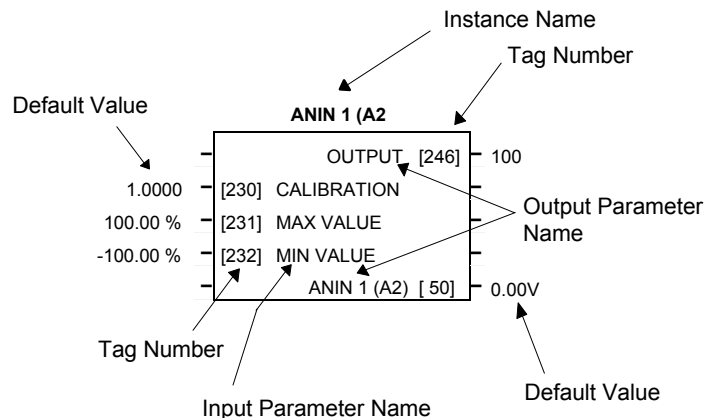 Instance Name
Tag Number
Default Value
ANIN 1 (A2
OUTPUT [246] 100
1.0000 [230] CALIBRATION
100.00 % [231] MAX VALUE
Output Parameter
Name
-100.00 % [232] MIN VALUE
ANIN 1 (A2) [ 50] 0.00V
Tag Number
Default Value
Input Parameter Name